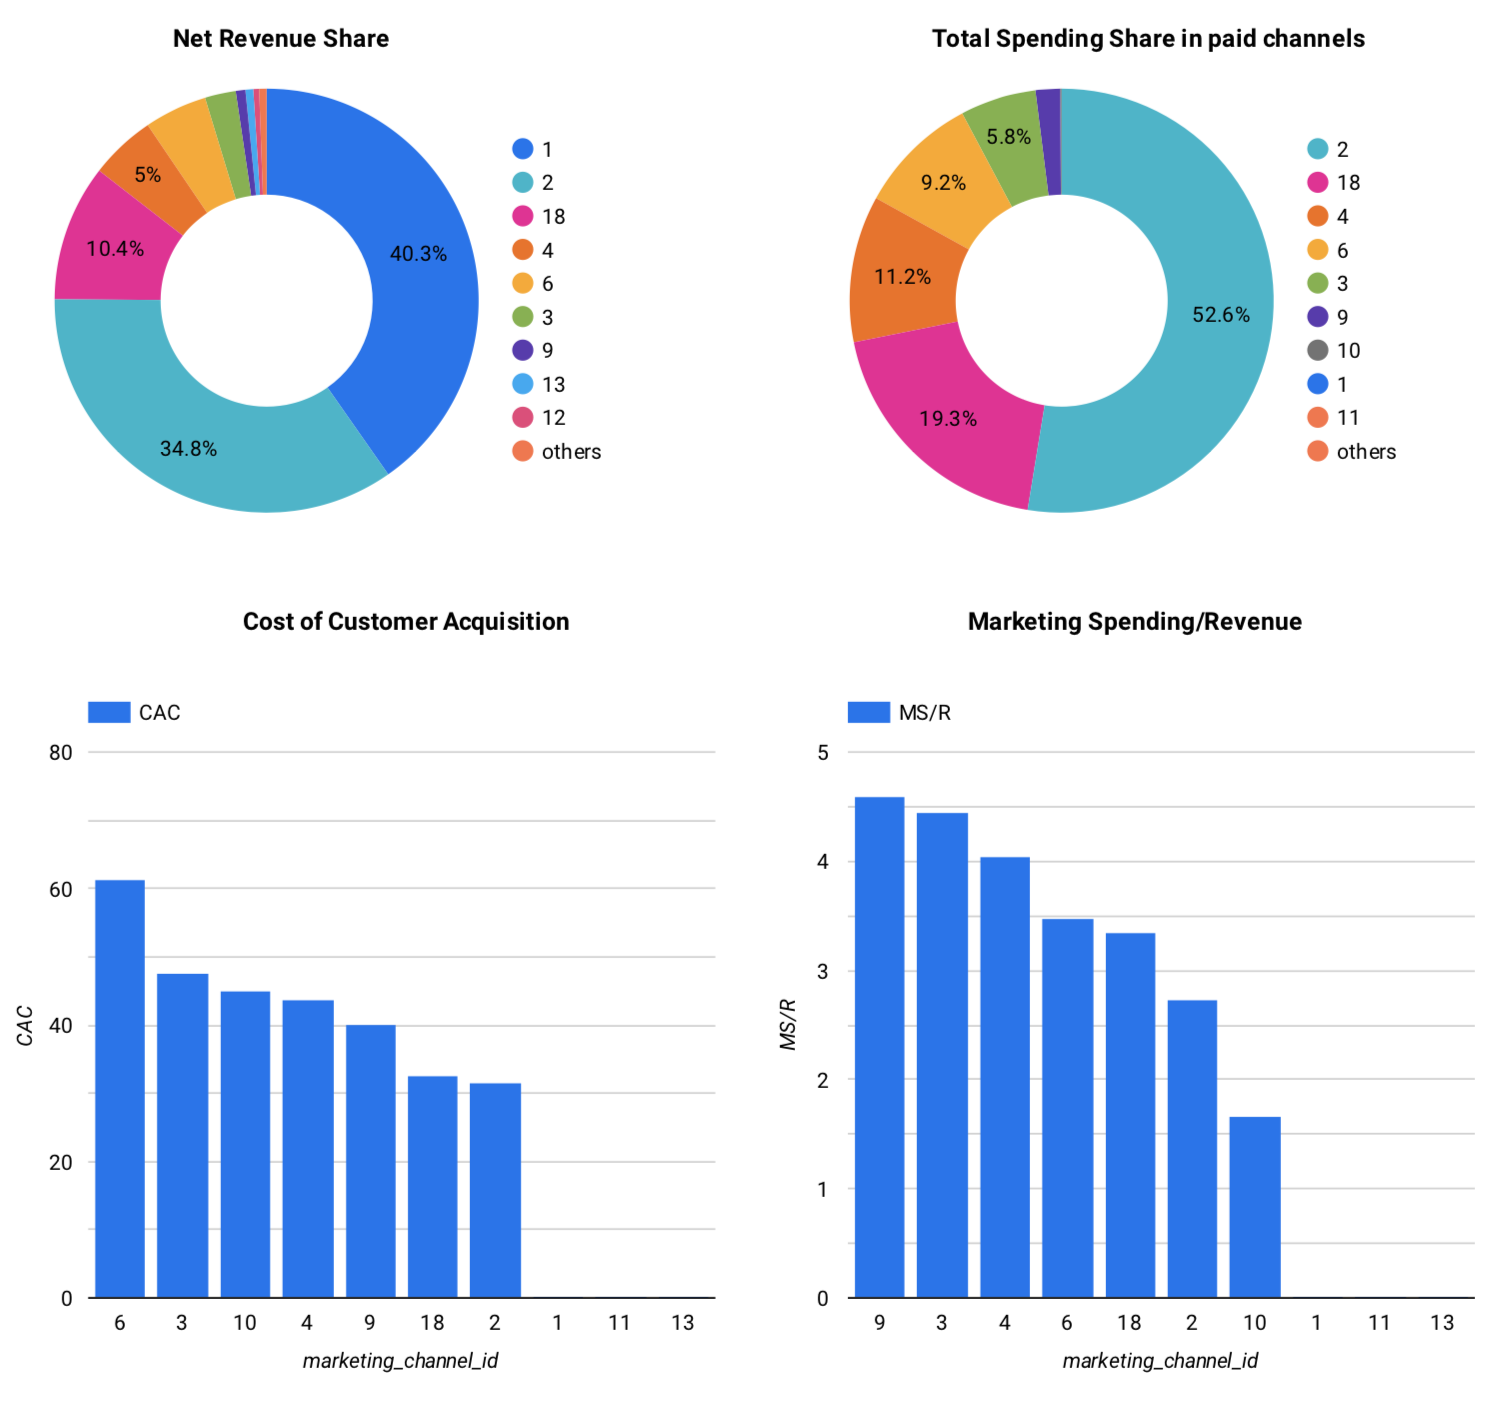 Net Revenue Share
40.3%
34.8%
10.4%
5%
1
2
18
4
6
3
9
13
12
others
Total Spending Share in paid channels
52.6%
19.3%
11.2%
9.2%
5.8%
2
18
4
6
3
9
10
1
11
others
Cost of Customer Acquisition
CAC
80
60
40
20
0
CAC
6 3 10 4 9 18 2 1 11 13
marketing_channel_id
Marketing Spending/Revenue
MS/R
5
4
3
2
1
0
MS/R
9 3 4 6 18 2 10 1 11 13
marketing_channel_id